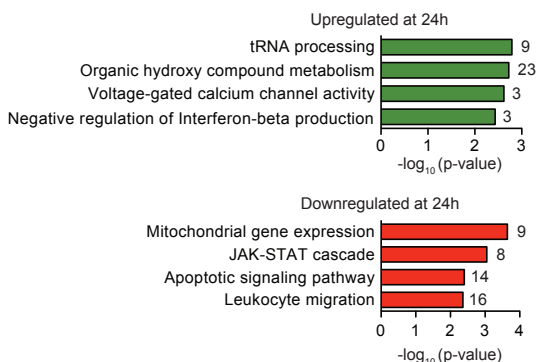 Upregulated at 24h
tRNA processing 9
Organic hydroxy compound metabolism 23
Voltage-gated calcium channel activity 3
Negative regulation of Interferon-beta production 3
0 1 2 3
-log10 (p-value)
Downregulated at 24h
Mitochondrial gene expression 9
JAK-STAT cascade 8
Apoptotic signaling pathway 14
Leukocyte migration 16
0 1 2 3 4
-log10 (p-value)